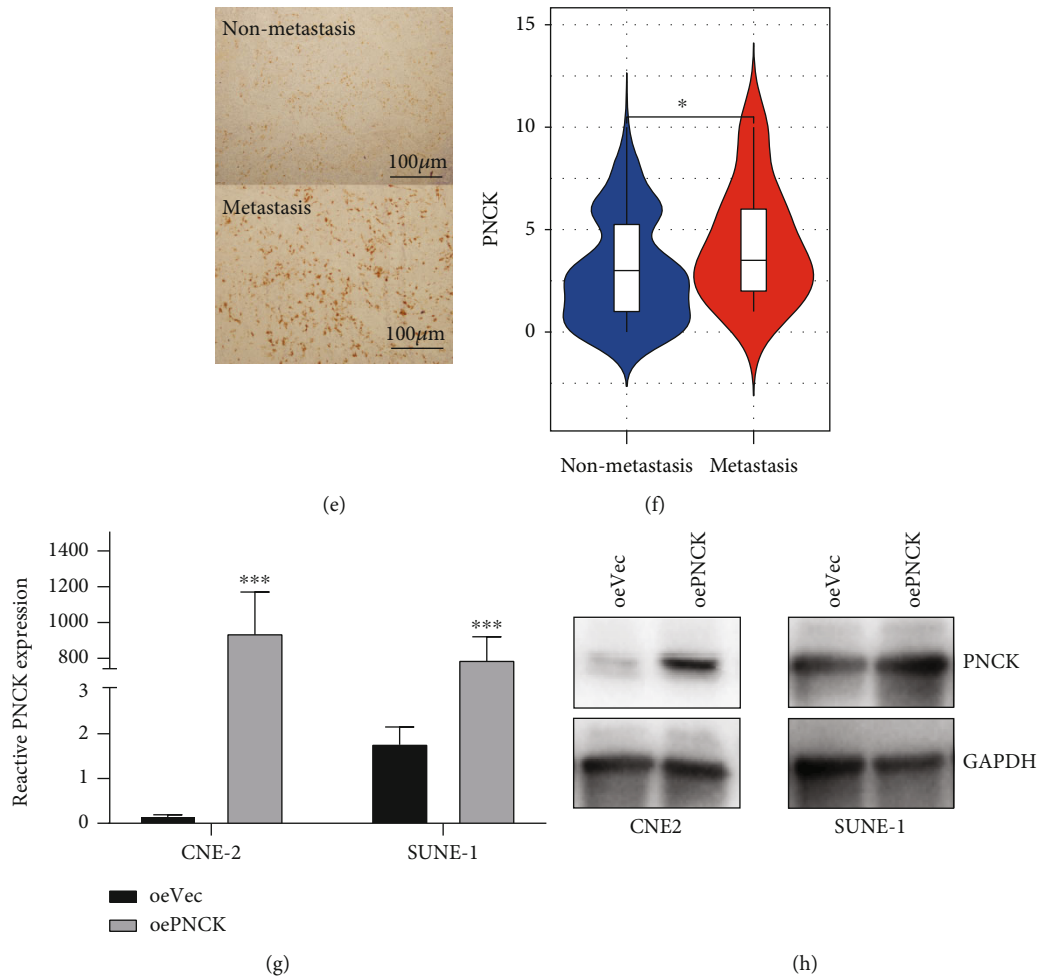 Non-metastasis
100μm
Metastasis
100μm
(e)
PNCK
15
10
5
0
*
Non-metastasis Metastasis
(f)
Reactive PNCK expression
1400
1200
1000
800
3
2
1
0
***
***
CNE-2 SUNE-1
oeVec
oePNCK
(g)
oeVec oePNCK oeVec oePNCK
PNCK
GAPDH
CNE2 SUNE-1
(h)